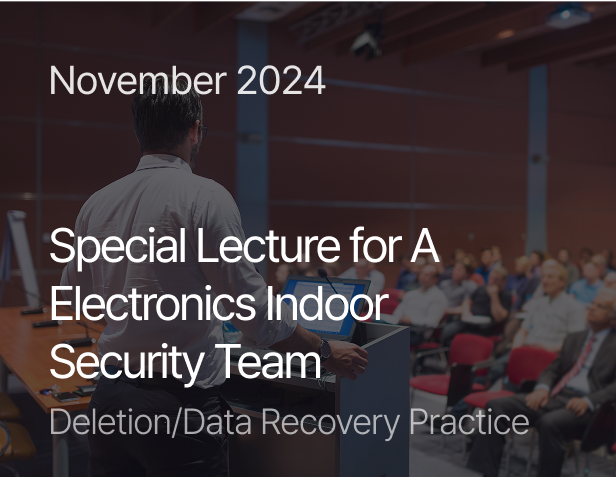 November 2024
Special Lecture for A
Electronics Indoor
Security Team
Deletion/Data Recovery Practice